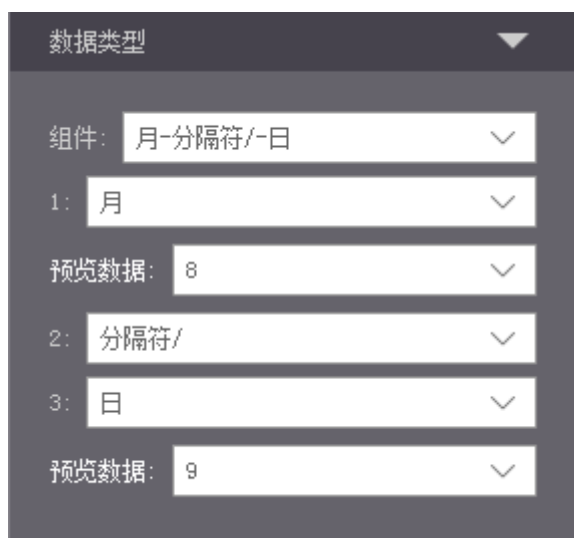 数据类型
组件: 月-分隔符/-日
1: 月
预览数据: 8
2: 分隔符/
3: 日
预览数据: 9